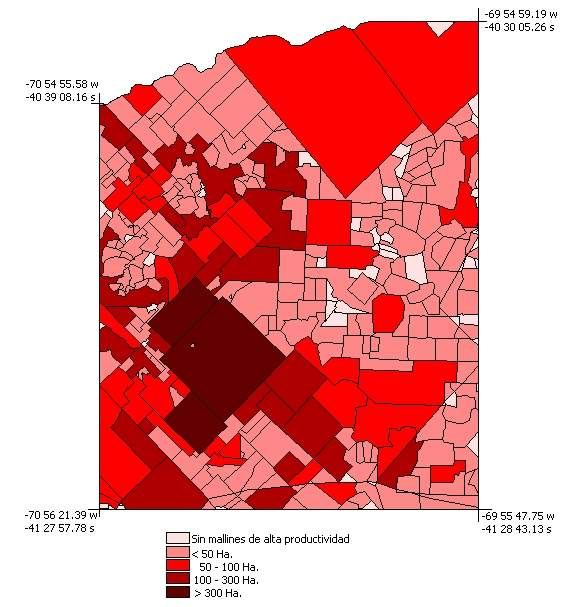 -69 54 59.19 w
-40 30 05.26 s
-70 54 55.58 w
-40 39 08.16 s
-70 56 21.39 w
-41 27 57.78 s
-69 55 47.75 w
-41 28 43.13 s
Sin mallines de alta productividad
< 50 Ha.
50 - 100 Ha.
100 - 300 Ha.
> 300 Ha.